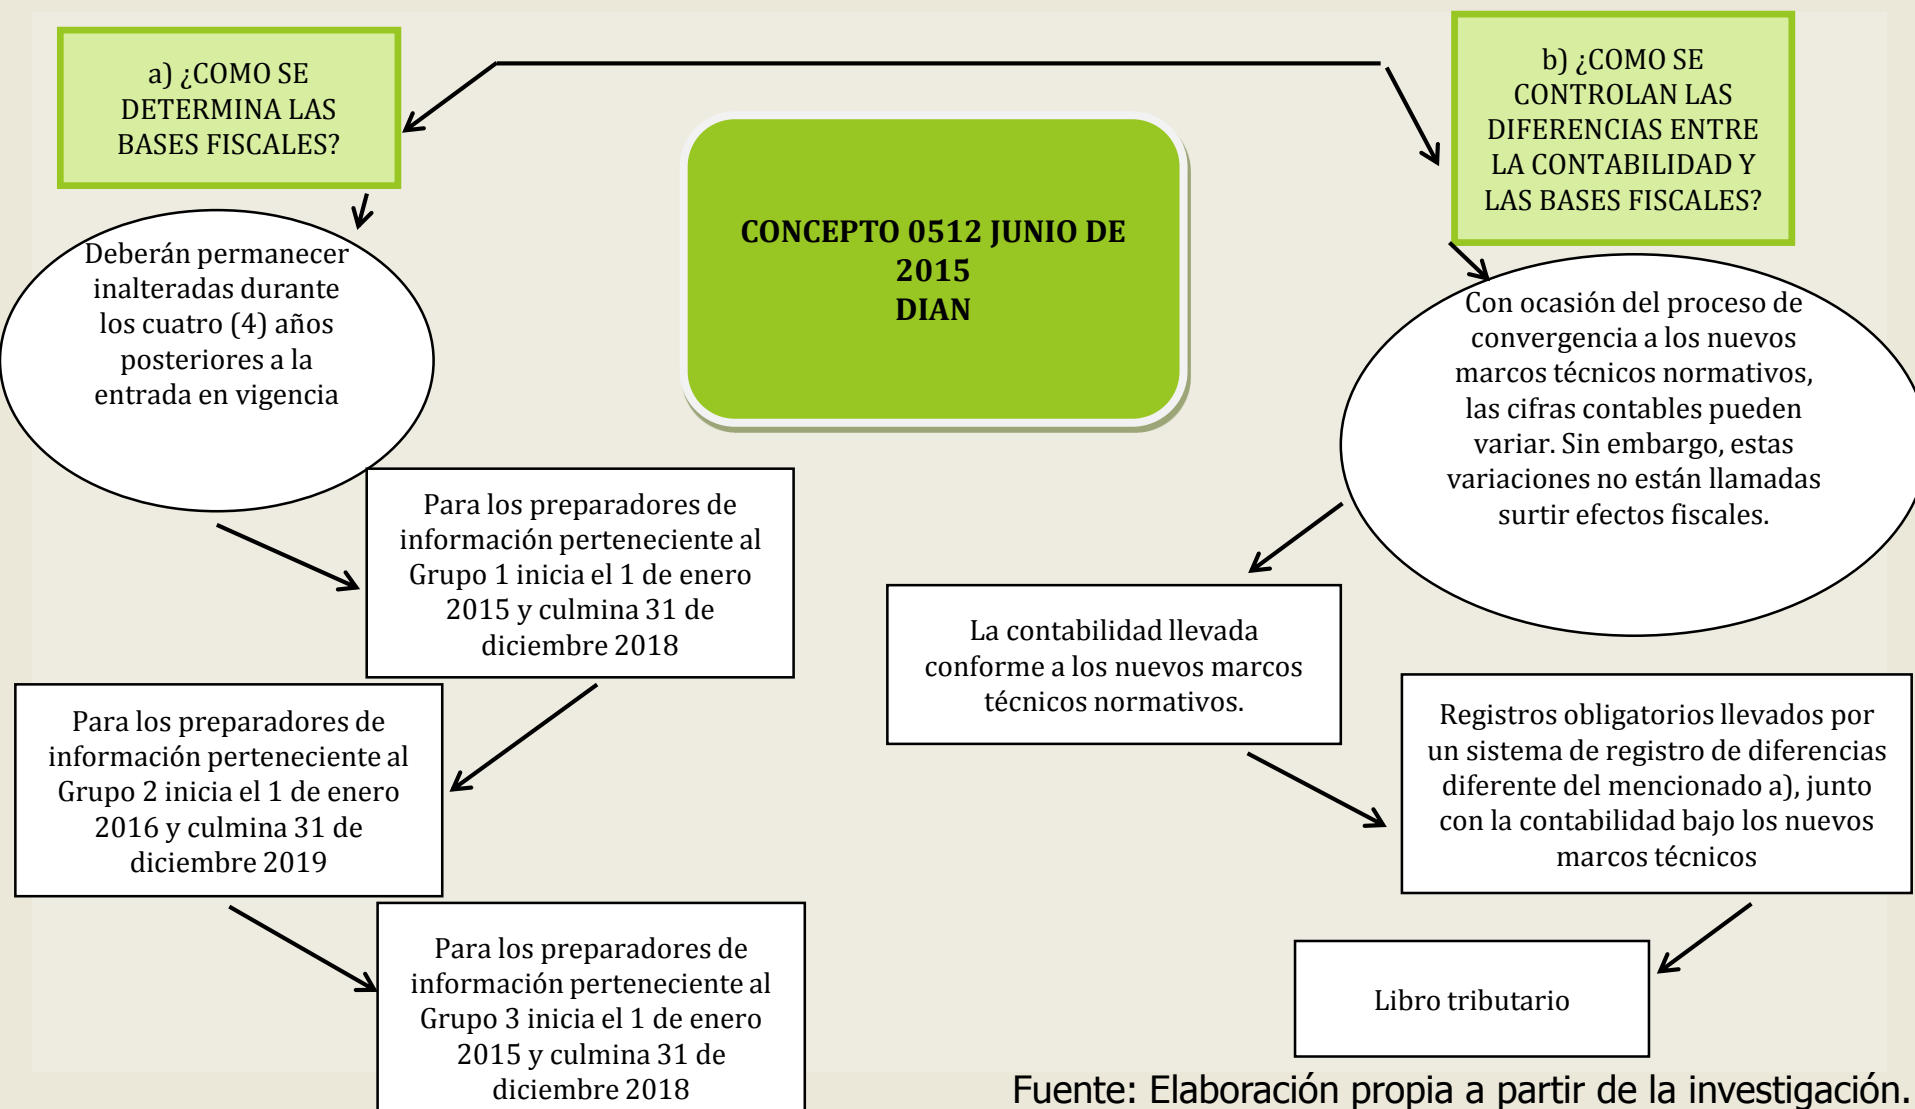 a) ¿COMO SE
DETERMINA LAS
BASES FISCALES?
Deberán permanecer
inalteradas durante
los cuatro (4) años
posteriores a la
entrada en vigencia
Para los preparadores de
información perteneciente al
Grupo 1 inicia el 1 de enero
2015 y culmina 31 de
diciembre 2018
Para los preparadores de
información perteneciente al
Grupo 2 inicia el 1 de enero
2016 y culmina 31 de
diciembre 2019
Para los preparadores de
información perteneciente al
Grupo 3 inicia el 1 de enero
2015 y culmina 31 de
diciembre 2018
CONCEPTO 0512 JUNIO DE
2015
DIAN
b) ¿COMO SE
CONTROLAN LAS
DIFERENCIAS ENTRE
LA CONTABILIDAD Y
LAS BASES FISCALES?
Con ocasión del proceso de
convergencia a los nuevos
marcos técnicos normativos,
las cifras contables pueden
variar. Sin embargo, estas
variaciones no están llamadas
surtir efectos fiscales.
La contabilidad llevada
conforme a los nuevos marcos
técnicos normativos.
Registros obligatorios llevados por
un sistema de registro de diferencias
diferente del mencionado a), junto
con la contabilidad bajo los nuevos
marcos técnicos
Libro tributario
Fuente: Elaboración propia a partir de la investigación.